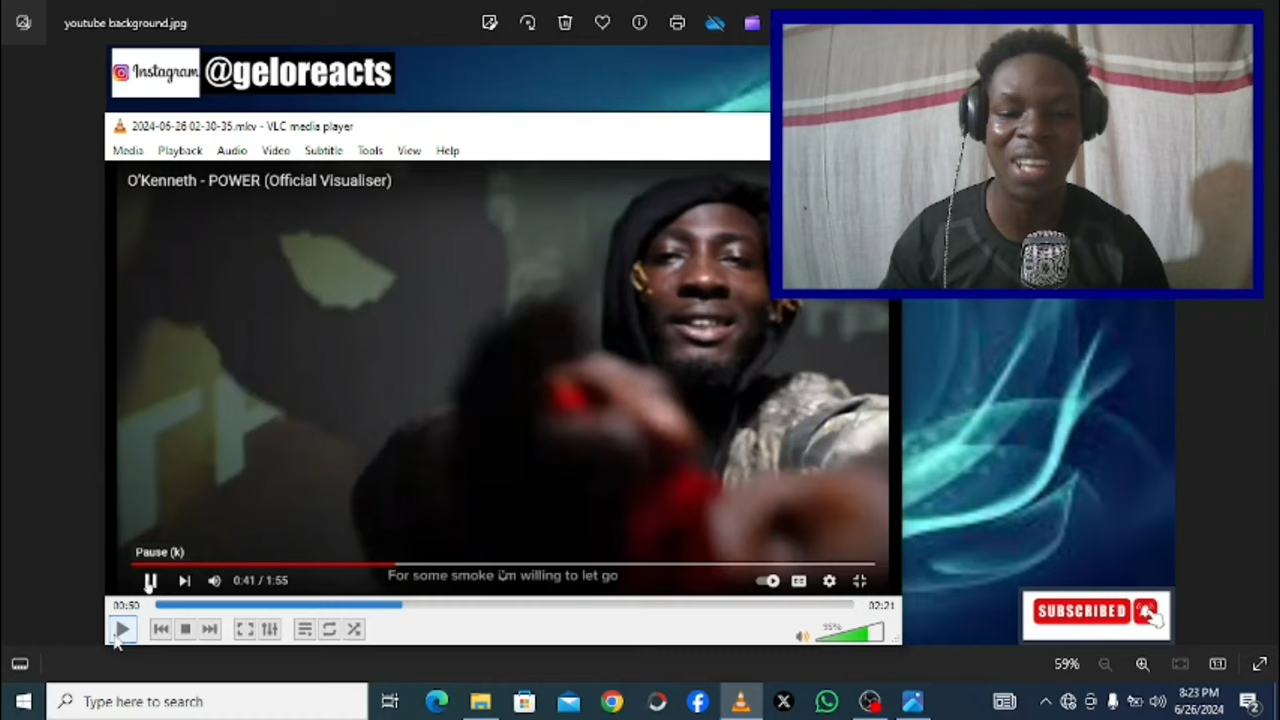 youtube background.jpg
Instagram
@geloreacts
2024-06-26 02-30-35.mkv - VLC media player
Media Playback Audio Video Subtitle Tools View Help
O'Kenneth - POWER (Official Visualiser)
Pause (k)
0:41 / 1:55
For some smoke I'm willing to let go
00:50
02:21
95%
SUBSCRIBED
59%
Type here to search
8:23 PM
6/26/2024
2